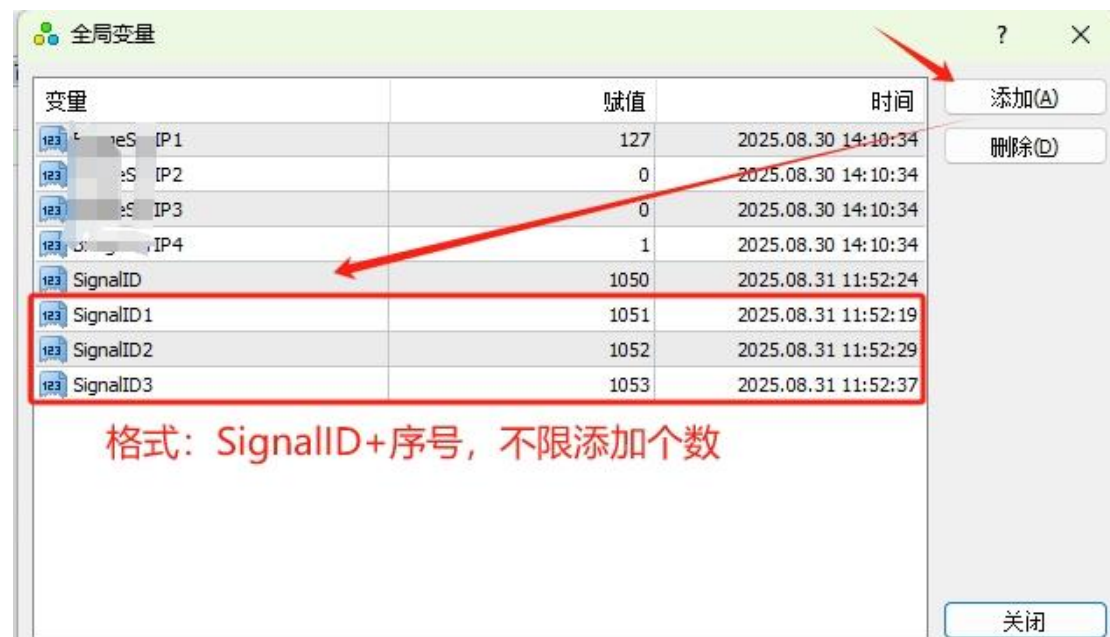 全局变量
?
变量 赋值 时间
添加(A)
IP1 127 2025.08.30 14:10:34
删除(D)
IP2 0 2025.08.30 14:10:34
IP3 0 2025.08.30 14:10:34
IP4 1 2025.08.30 14:10:34
SignalID 1050 2025.08.31 11:52:24
SignalID1 1051 2025.08.31 11:52:19
SignalID2 1052 2025.08.31 11:52:29
SignalID3 1053 2025.08.31 11:52:37
格式：SignalID+序号，不限添加个数
关闭